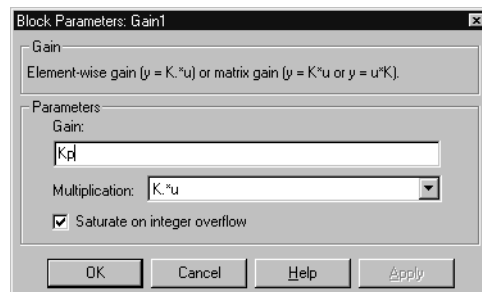 Block Parameters: Gain1
Gain
Element-wise gain (y = K.*u) or matrix gain (y = K*u or y = u*K).
Parameters
Gain:
Kp
Multiplication: K.*u
Saturate on integer overflow
OK Cancel Help Apply